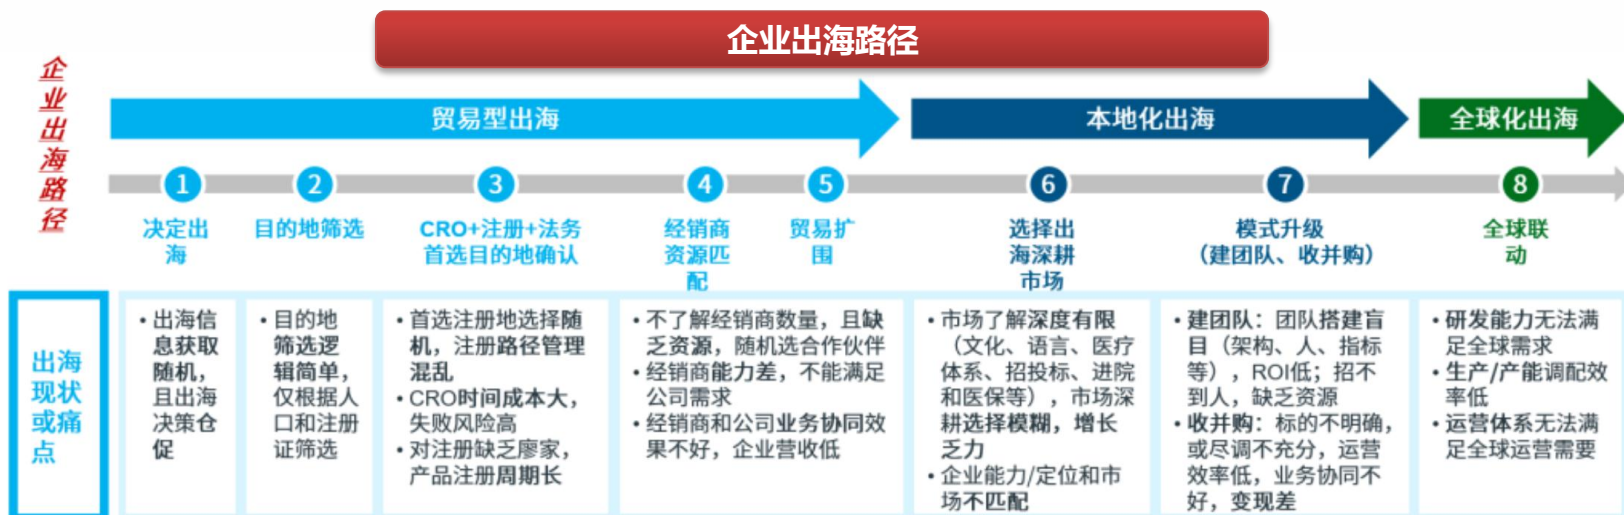 企业出海路径
企业出海路径
贸易型出海
本地化出海
全球化出海
1
2
3
4
5
6
7
8
决定出
海
目的地筛选
CRO+注册+法务
首选目的地确认
经销商
资源匹
配
贸易扩
围
选择出
海深耕
市场
模式升级
（建团队、收并购）
全球联
动
出海
现状
或痛
点
• 出海信
息获取
随机，
且出海
决策仓
促
• 目的地
筛选逻
辑简单，
仅根据人
口和注册
证筛选
• 首选注册地选择随
机，注册路径管理
混乱
• CRO时间成本大，
失败风险高
• 对注册缺乏廖家，
产品注册周期长
• 不了解经销商数量，且缺
乏资源，随机选合作伙伴
• 经销商能力差，不能满足
公司需求
• 经销商和公司业务协同效
果不好，企业营收低
• 市场了解深度有限
（文化、语言、医疗
体系、招投标、进院
和医保等），市场深
耕选择模糊，增长
乏力
• 企业能力/定位和市
场不匹配
• 建团队：团队搭建盲
目（架构、人、指标
等），ROI低；招不
到人，缺乏资源
• 收并购：标的不明确，
或尽调不充分，运营
效率低，业务协同不
好，变现差
• 研发能力无法满
足全球需求
• 生产/产能调配效
率低
• 运营体系无法满
足全球运营需要